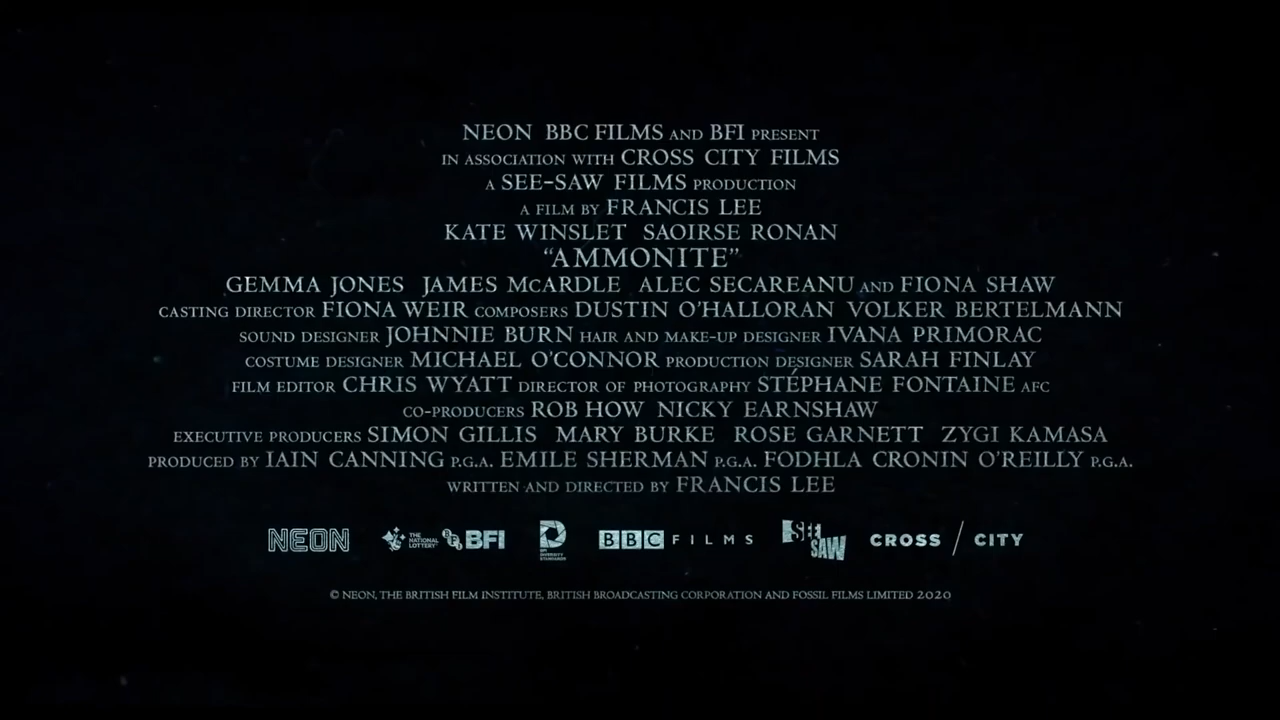 NEON BBC FILMS AND BFI PRESENT
IN ASSOCIATION WITH CROSS CITY FILMS
A SEE-SAW FILMS PRODUCTION
A FILM BY FRANCIS LEE
KATE WINSLET SAOIRSE RONAN
“AMMONITE”
GEMMA JONES JAMES McARDLE ALEC SECAREANU AND FIONA SHAW
CASTING DIRECTOR FIONA WEIR COMPOSERS DUSTIN O'HALLORAN VOLKER BERTELMANN
SOUND DESIGNER JOHNNIE BURN HAIR AND MAKE-UP DESIGNER IVANA PRIMORAC
COSTUME DESIGNER MICHAEL O'CONNOR PRODUCTION DESIGNER SARAH FINLAY
FILM EDITOR CHRIS WYATT DIRECTOR OF PHOTOGRAPHY STÉPHANE FONTAINE AFC
CO-PRODUCERS ROB HOW NICKY EARNSHAW
EXECUTIVE PRODUCERS SIMON GILLIS MARY BURKE ROSE GARNETT ZYGI KAMASA
PRODUCED BY IAIN CANNING P.G.A. EMILE SHERMAN P.G.A. FODHLA CRONIN O'REILLY P.G.A.
WRITTEN AND DIRECTED BY FRANCIS LEE
NEON THE NATIONAL LOTTERY BFI BFI DIVERSITY STANDARDS BBC FILMS SEE SAW CROSS / CITY
© NEON, THE BRITISH FILM INSTITUTE, BRITISH BROADCASTING CORPORATION AND FOSSIL FILMS LIMITED 2020